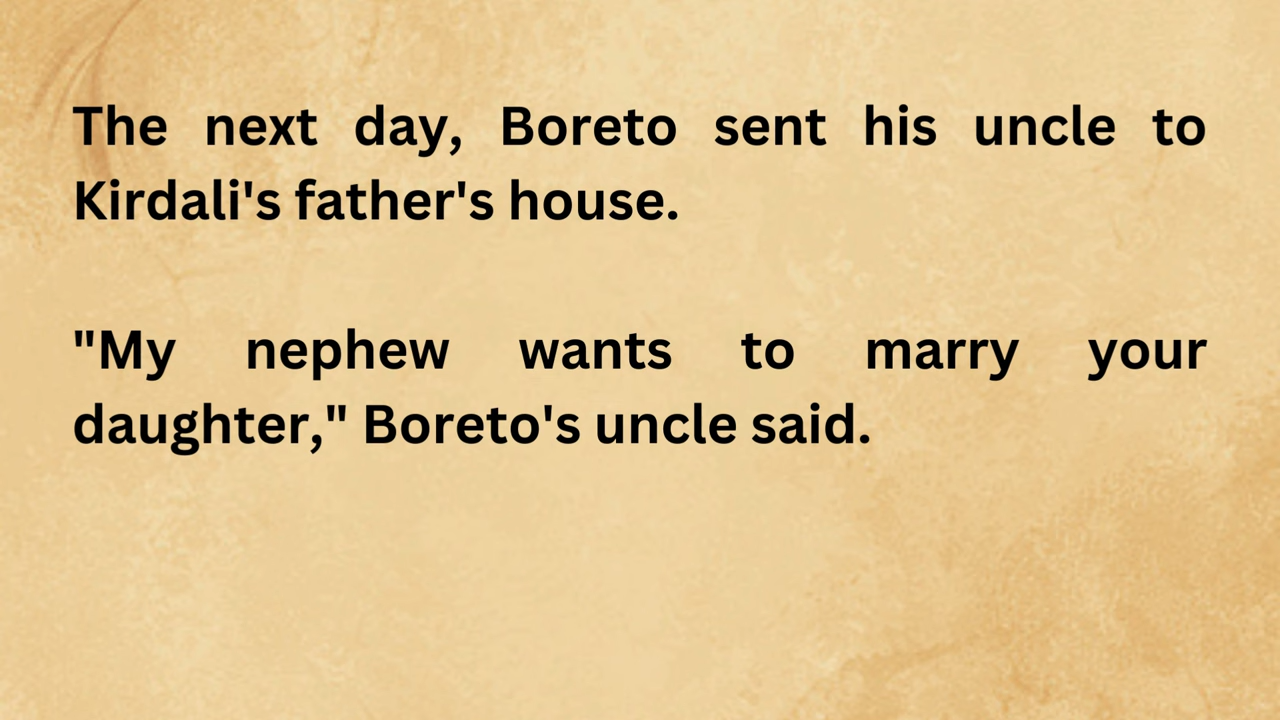 The next day, Boreto sent his uncle to
Kirdali's father's house.
"My nephew wants to marry your
daughter," Boreto's uncle said.